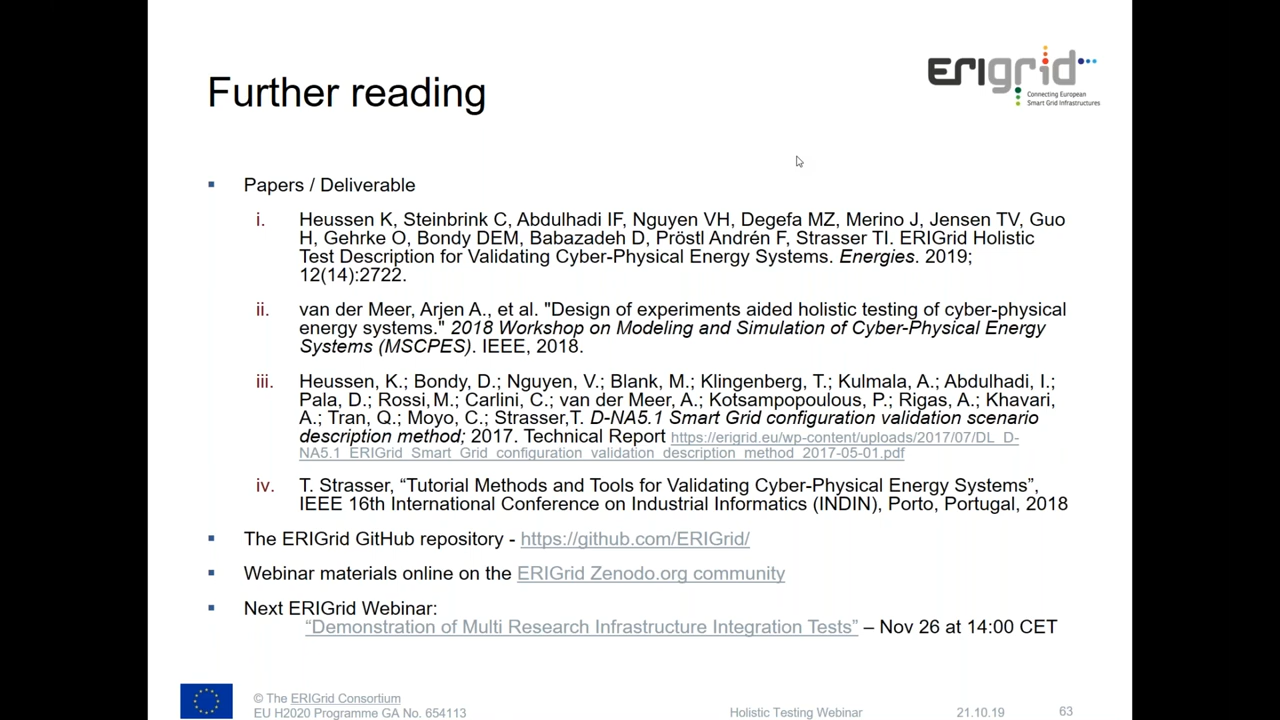 Further reading
ERIgrid
Connecting European
Smart Grid Infrastructures
▪ Papers / Deliverable
i. Heussen K, Steinbrink C, Abdulhadi IF, Nguyen VH, Degefa MZ, Merino J, Jensen TV, Guo
H, Gehrke O, Bondy DEM, Babazadeh D, Pröstl Andrén F, Strasser TI. ERIGrid Holistic
Test Description for Validating Cyber-Physical Energy Systems. Energies. 2019;
12(14):2722.
ii. van der Meer, Arjen A., et al. "Design of experiments aided holistic testing of cyber-physical
energy systems." 2018 Workshop on Modeling and Simulation of Cyber-Physical Energy
Systems (MSCPES). IEEE, 2018.
iii. Heussen, K.; Bondy, D.; Nguyen, V.; Blank, M.; Klingenberg, T.; Kulmala, A.; Abdulhadi, I.;
Pala, D.; Rossi, M.; Carlini, C.; van der Meer, A.; Kotsampopoulous, P.; Rigas, A.; Khavari,
A.; Tran, Q.; Moyo, C.; Strasser,T. D-NA5.1 Smart Grid configuration validation scenario
description method; 2017. Technical Report https://erigrid.eu/wp-content/uploads/2017/07/DL_D-
NA5.1_ERIGrid_Smart_Grid_configuration_validation_description_method_2017-05-01.pdf
iv. T. Strasser, “Tutorial Methods and Tools for Validating Cyber-Physical Energy Systems”,
IEEE 16th International Conference on Industrial Informatics (INDIN), Porto, Portugal, 2018
▪ The ERIGrid GitHub repository - https://github.com/ERIGrid/
▪ Webinar materials online on the ERIGrid Zenodo.org community
▪ Next ERIGrid Webinar:
“Demonstration of Multi Research Infrastructure Integration Tests” – Nov 26 at 14:00 CET
© The ERIGrid Consortium
EU H2020 Programme GA No. 654113
Holistic Testing Webinar
21.10.19
63